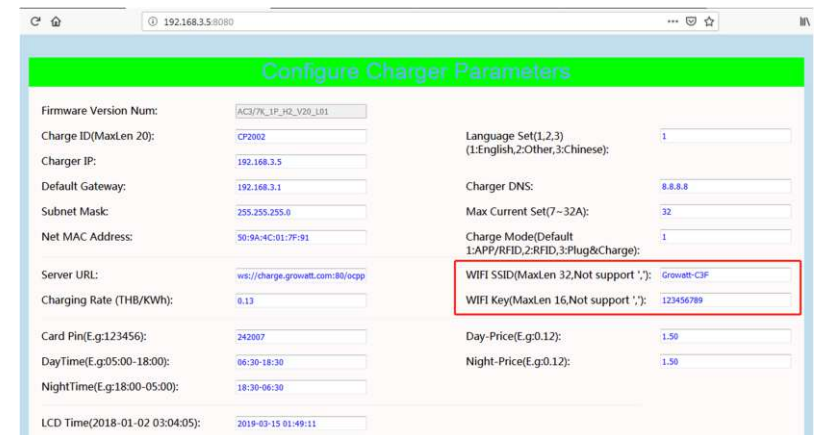 192.168.3.5:8080
Configure Charger Parameters
Firmware Version Num: AC3/7K_1P_H2_V20_L01
Charge ID(MaxLen 20): CP2002 Language Set(1,2,3) 1
(1:English,2:Other,3:Chinese):
Charger IP: 192.168.3.5
Default Gateway: 192.168.3.1 Charger DNS: 8.8.8.8
Subnet Mask: 255.255.255.0 Max Current Set(7~32A): 32
Net MAC Address: 50:9A:4C:01:7F:91 Charge Mode(Default 1
1:APP/RFID,2:RFID,3:Plug&Charge):
Server URL: ws://charge.growatt.com:80/ocpp WIFI SSID(MaxLen 32,Not support ','): Growatt-C3F
Charging Rate (THB/KWh): 0.13 WIFI Key(MaxLen 16,Not support ','): 123456789
Card Pin(E.g:123456): 242007 Day-Price(E.g:0.12): 1.50
DayTime(E.g:05:00-18:00): 06:30-18:30 Night-Price(E.g:0.12): 1.50
NightTime(E.g:18:00-05:00): 18:30-06:30
LCD Time(2018-01-02 03:04:05): 2019-03-15 01:49:11